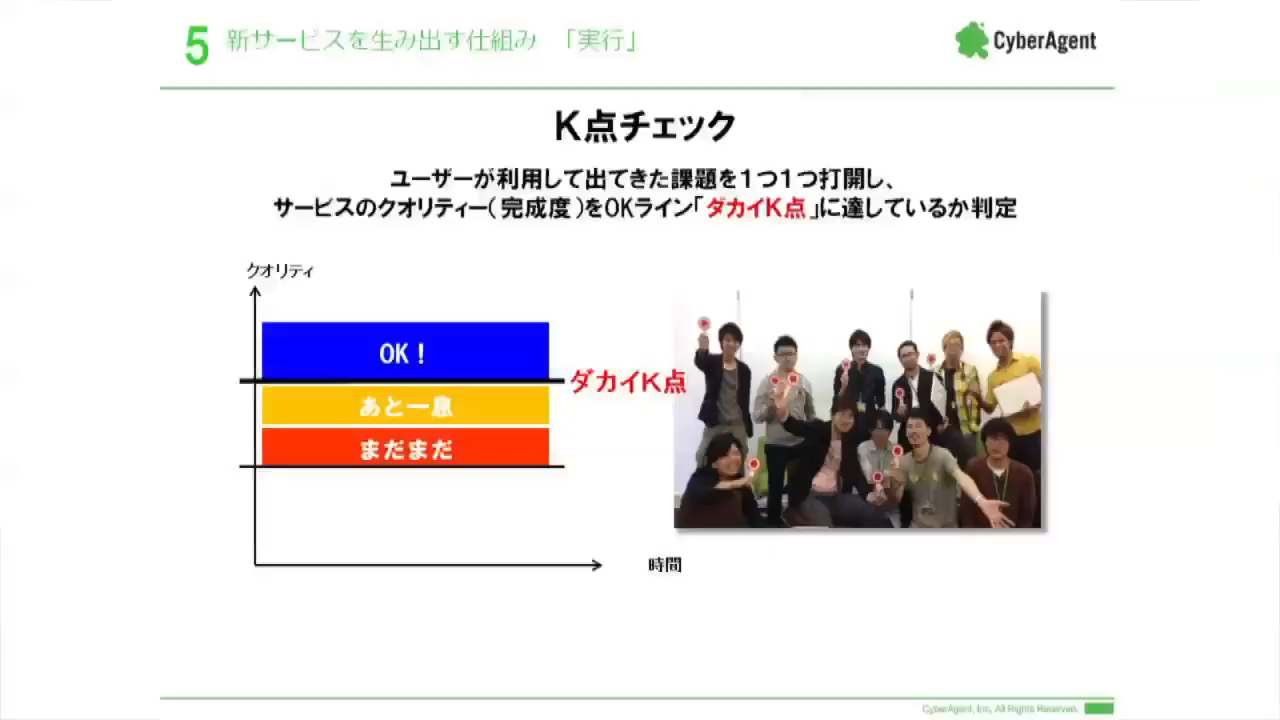 5 新サービスを生み出す仕組み 「実行」
CyberAgent
K点チェック
ユーザーが利用して出てきた課題を1つ1つ打開し、
サービスのクオリティー(完成度)をOKライン「ダカイK点」に達しているか判定
クオリティ
OK！
ダカイK点
あと一息
まだまだ
時間
CyberAgent, Inc. All Rights Reserved.